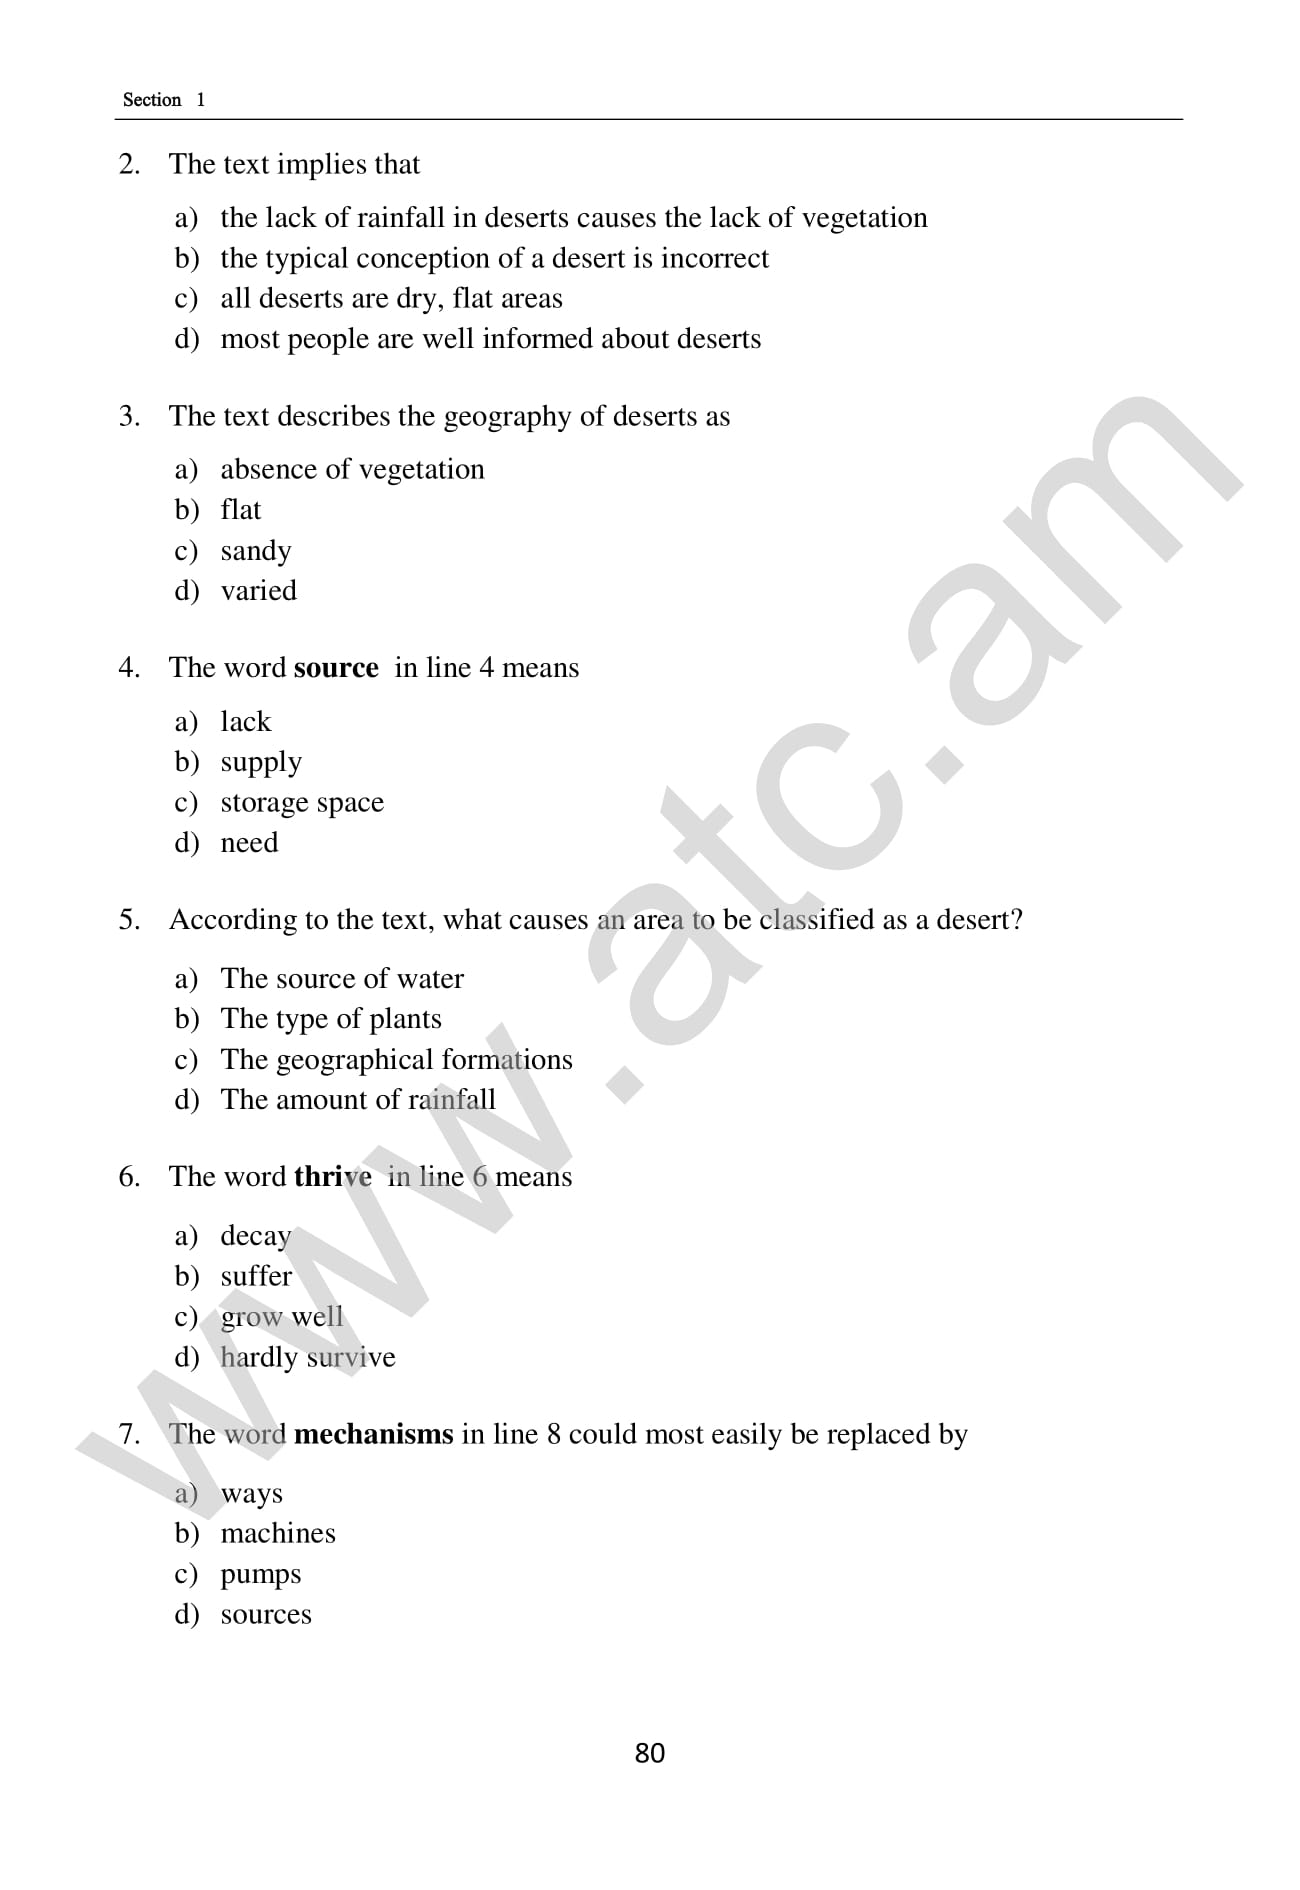 Section 1
2. The text implies that
a) the lack of rainfall in deserts causes the lack of vegetation
b) the typical conception of a desert is incorrect
c) all deserts are dry, flat areas
d) most people are well informed about deserts
3. The text describes the geography of deserts as
a) absence of vegetation
b) flat
c) sandy
d) varied
4. The word source in line 4 means
a) lack
b) supply
c) storage space
d) need
5. According to the text, what causes an area to be classified as a desert?
a) The source of water
b) The type of plants
c) The geographical formations
d) The amount of rainfall
6. The word thrive in line 6 means
a) decay
b) suffer
c) grow well
d) hardly survive
7. The word mechanisms in line 8 could most easily be replaced by
a) ways
b) machines
c) pumps
d) sources
80
www.atc.am